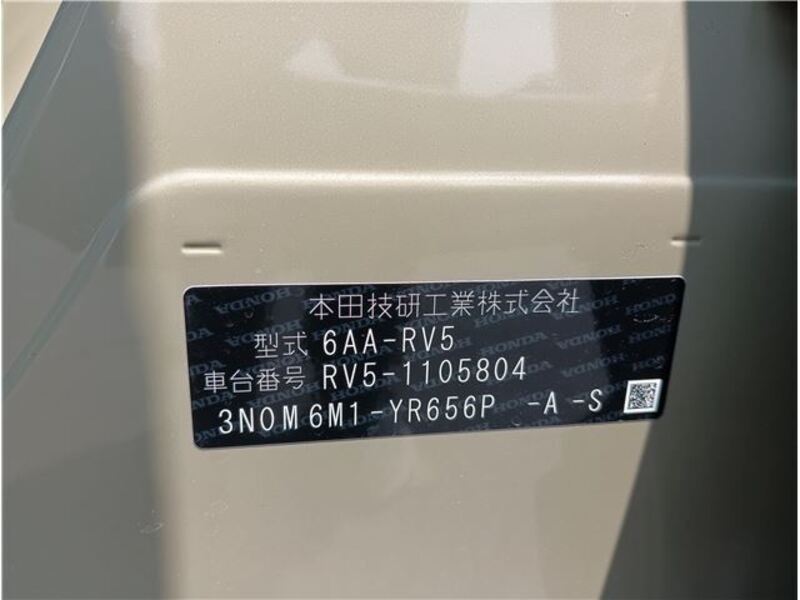 本田技研工業株式会社
型式 6AA-RV5
車台番号 RV5-1105804
3N0M6M1-YR656P -A -S